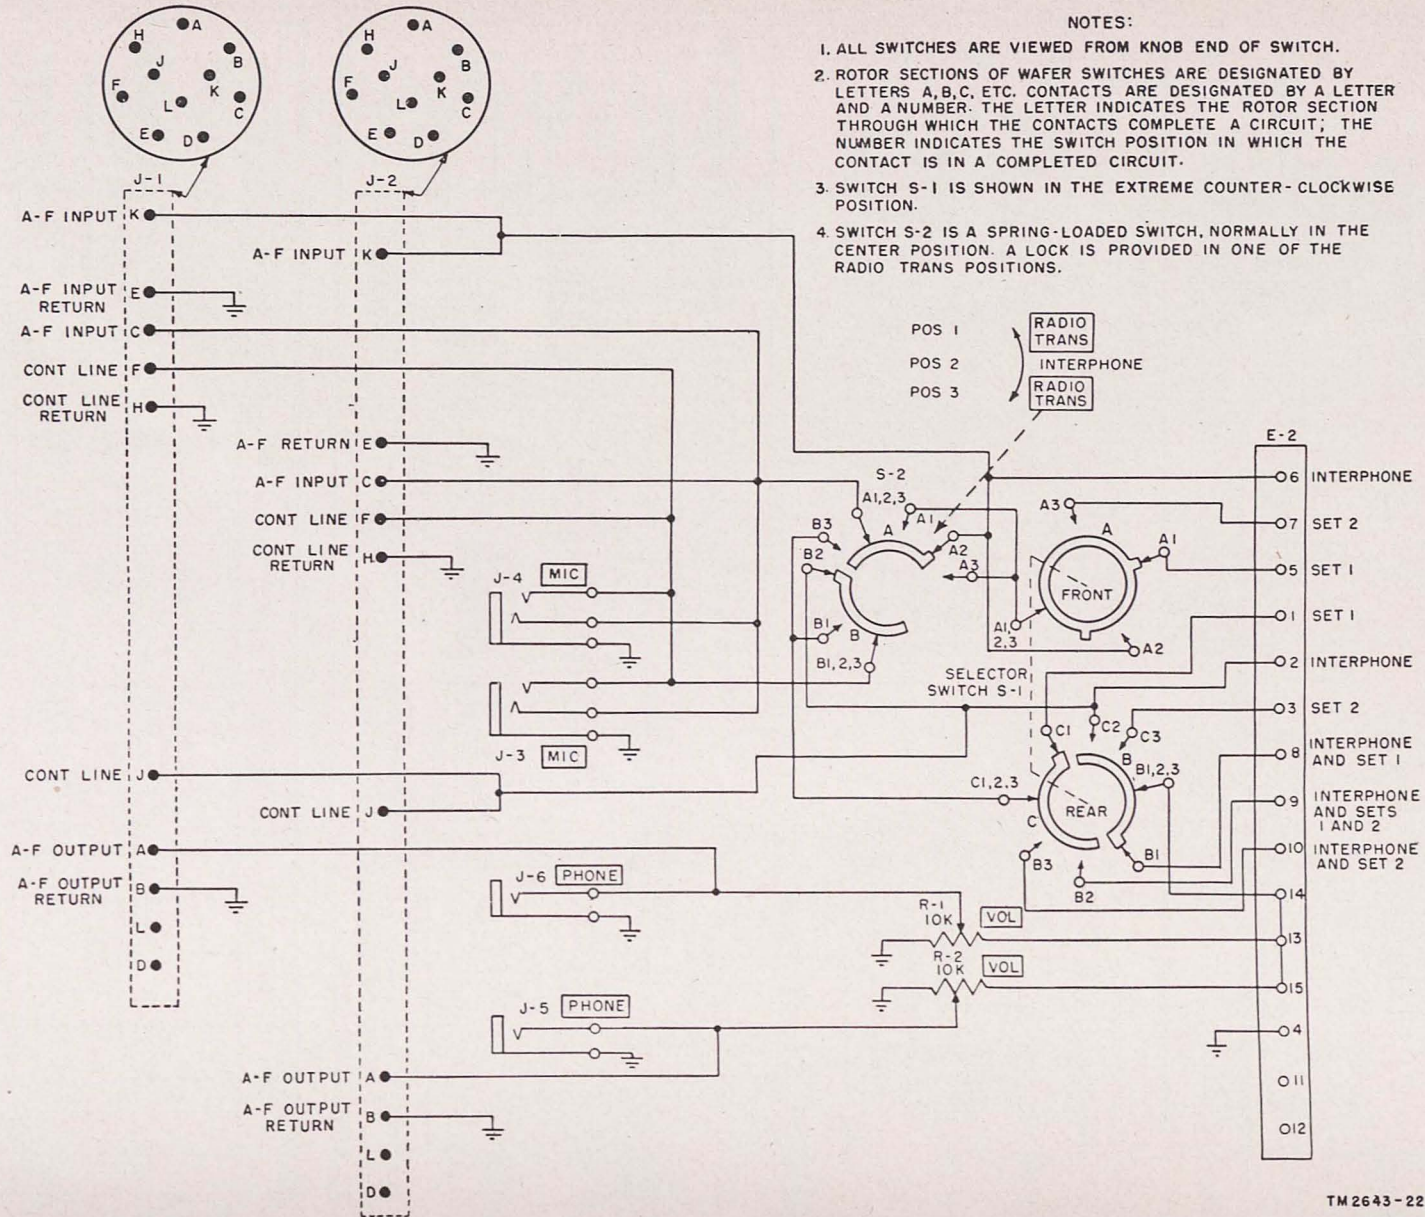 NOTES:
1. ALL SWITCHES ARE VIEWED FROM KNOB END OF SWITCH.
2. ROTOR SECTIONS OF WAFER SWITCHES ARE DESIGNATED BY
LETTERS A,B,C, ETC. CONTACTS ARE DESIGNATED BY A LETTER
AND A NUMBER. THE LETTER INDICATES THE ROTOR SECTION
THROUGH WHICH THE CONTACTS COMPLETE A CIRCUIT; THE
NUMBER INDICATES THE SWITCH POSITION IN WHICH THE
CONTACT IS IN A COMPLETED CIRCUIT.
3. SWITCH S-1 IS SHOWN IN THE EXTREME COUNTER-CLOCKWISE
POSITION.
4. SWITCH S-2 IS A SPRING-LOADED SWITCH, NORMALLY IN THE
CENTER POSITION. A LOCK IS PROVIDED IN ONE OF THE
RADIO TRANS POSITIONS.
A
H
B
J
K
F
L
C
E
D
A
H
B
J
K
F
L
C
E
D
J-1
A-F INPUT K
A-F INPUT E
RETURN
A-F INPUT C
CONT LINE F
CONT LINE H
RETURN
CONT LINE J
A-F OUTPUT A
A-F OUTPUT B
RETURN
L
D
J-2
A-F INPUT K
A-F RETURN E
A-F INPUT C
CONT LINE F
CONT LINE H
RETURN
CONT LINE J
A-F OUTPUT A
A-F OUTPUT B
RETURN
L
D
J-4 MIC
J-3 MIC
J-6 PHONE
J-5 PHONE
POS 1 RADIO
TRANS
POS 2 INTERPHONE
POS 3 RADIO
TRANS
S-2
A1,2,3
A1
A
A2
A3
B3
B2
B1
B
B1,2,3
A3
A
A1
FRONT
A1,
2,3
A2
SELECTOR
SWITCH S-1
C1
C2
C3
B
B1,2,3
C1,2,3
C
REAR
B1
B3
B2
R-1
10K
VOL
R-2
10K
VOL
E-2
6 INTERPHONE
7 SET 2
5 SET 1
1 SET 1
2 INTERPHONE
3 SET 2
8 INTERPHONE
AND SET 1
9 INTERPHONE
AND SETS
1 AND 2
10 INTERPHONE
AND SET 2
14
13
15
4
11
12
TM2643-22